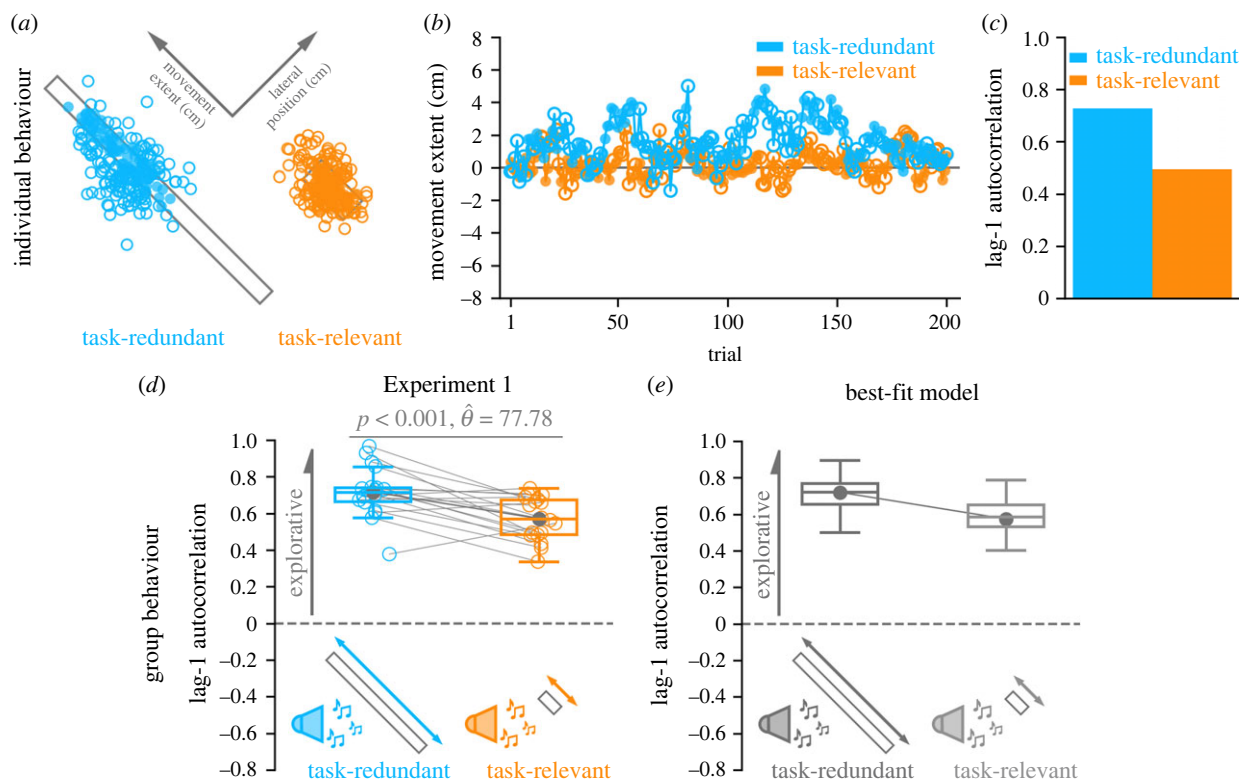 (a)
individual behaviour
movement
extent (cm)
lateral
position (cm)
task-redundant
task-relevant
(b)
movement extent (cm)
8
6
4
2
0
–2
–4
–6
–8
task-redundant
task-relevant
1
50
100
150
200
trial
(c)
lag-1 autocorrelation
1.0
0.8
0.6
0.4
0.2
0
task-redundant
task-relevant
(d)
Experiment 1
p < 0.001, θ̂ = 77.78
group behaviour
lag-1 autocorrelation
1.0
0.8
0.6
0.4
0.2
0
–0.2
–0.4
–0.6
–0.8
explorative
task-redundant
task-relevant
(e)
best-fit model
lag-1 autocorrelation
1.0
0.8
0.6
0.4
0.2
0
–0.2
–0.4
–0.6
–0.8
explorative
task-redundant
task-relevant